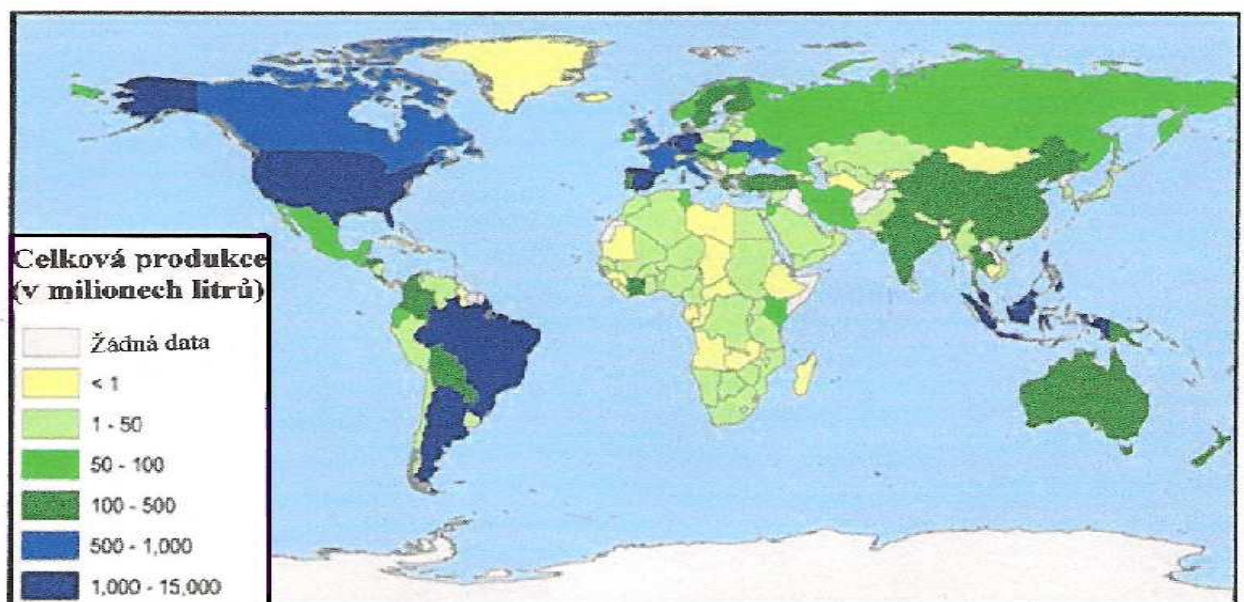 Celková produkce
(v milionech litrů)
Žádná data
< 1
1 - 50
50 - 100
100 - 500
500 - 1,000
1,000 - 15,000